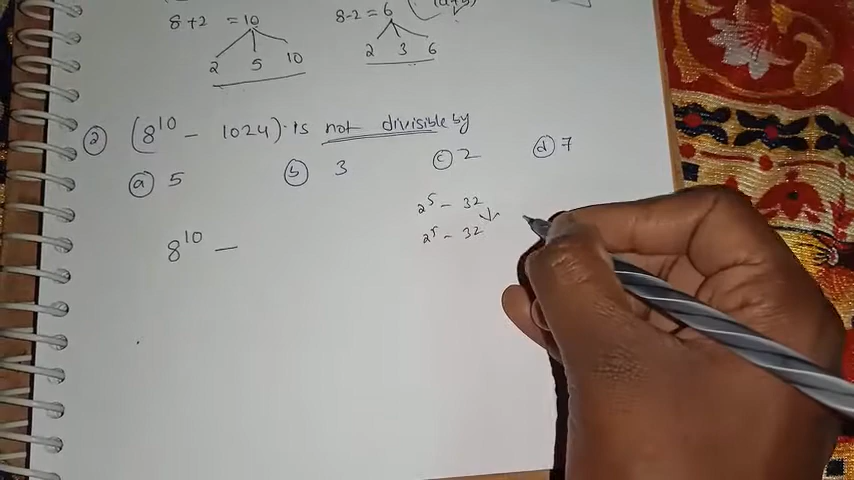 8+2 = 10 8-2 = 6
2 5 10 2 3 6
② (8¹⁰ - 1024) is not divisible by
ⓐ 5 ⓑ 3 ⓒ 2 ⓓ 7
2⁵ - 32
8¹⁰ - 2⁵ - 32